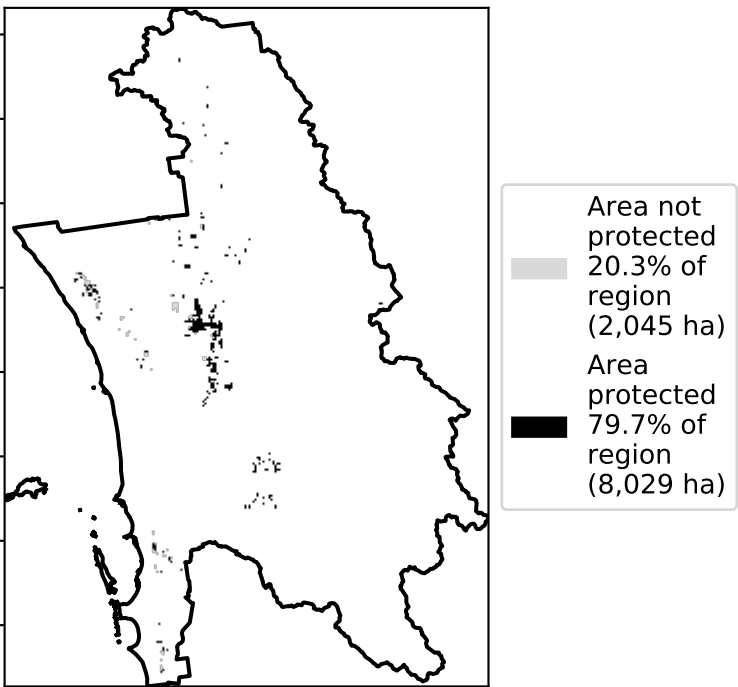 Area not
protected
20.3% of
region
(2,045 ha)
Area
protected
79.7% of
region
(8,029 ha)